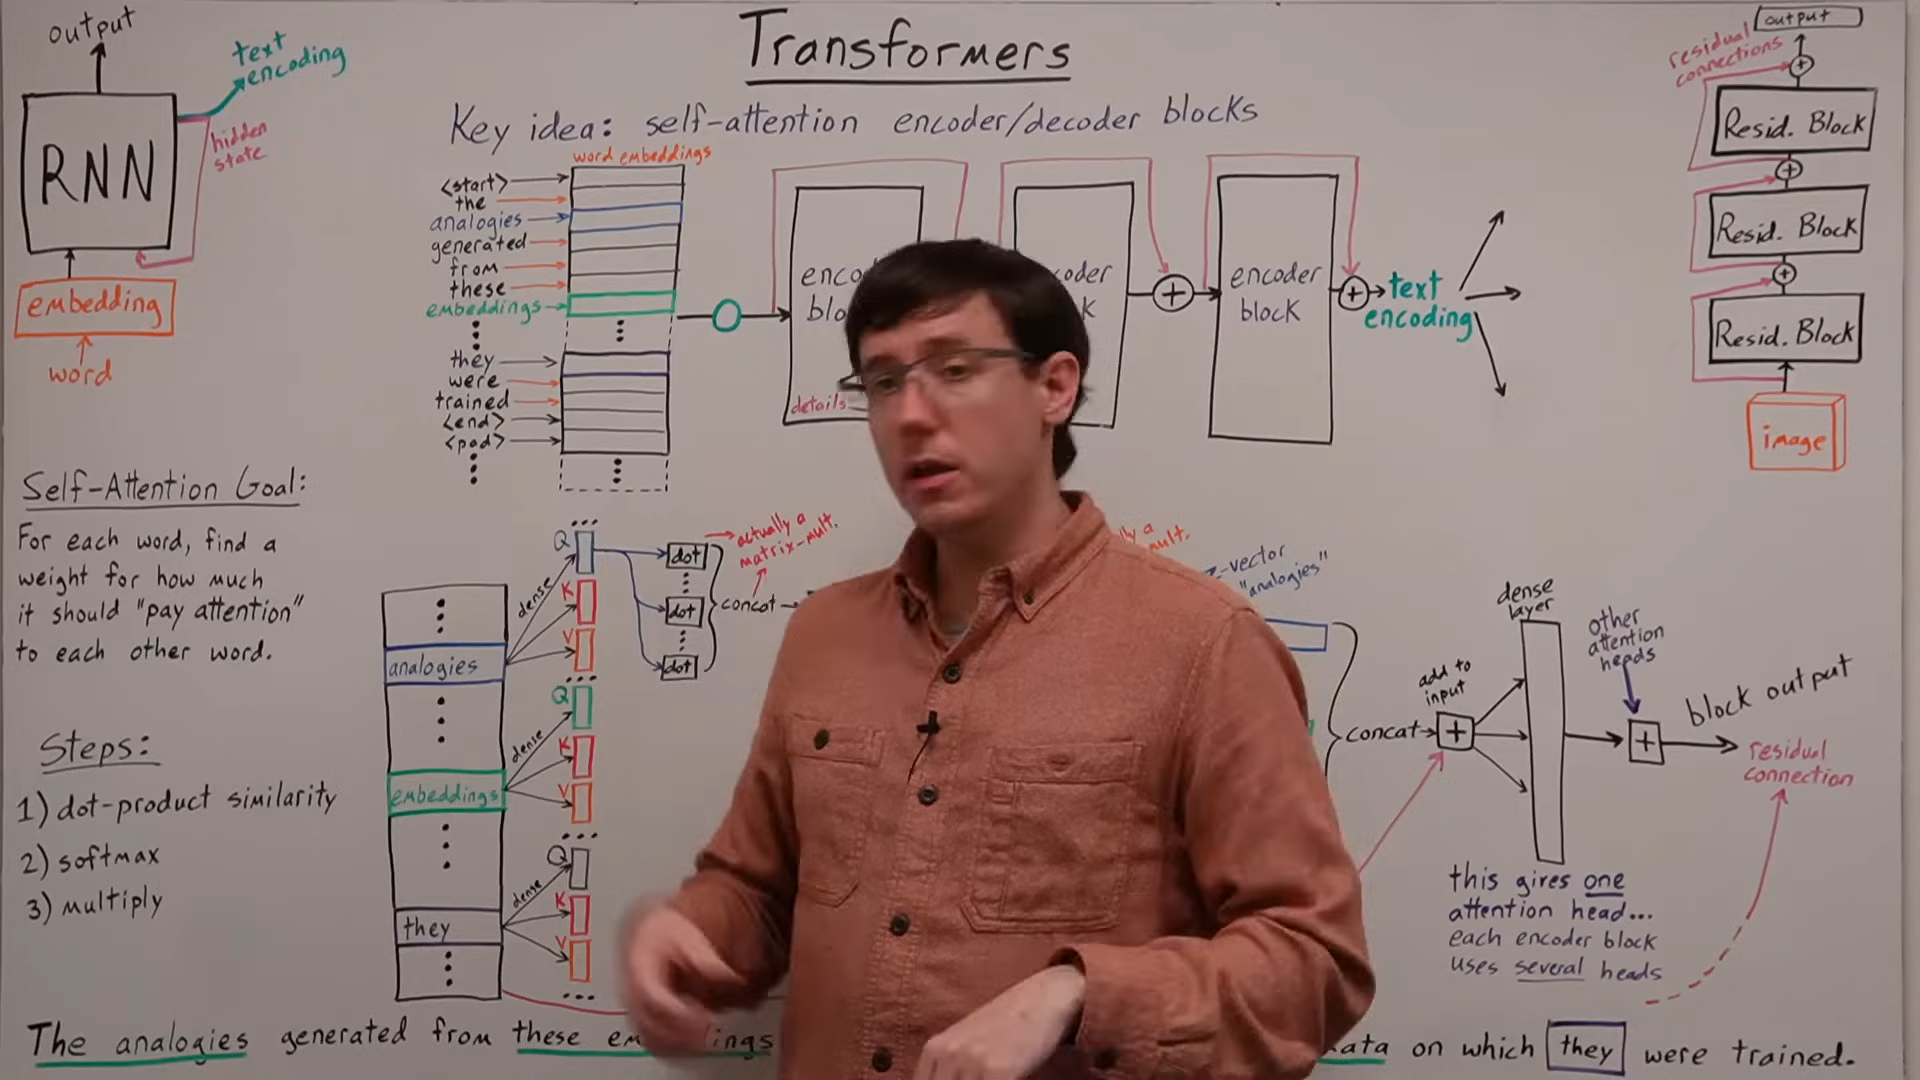 Transformers
Key idea: self-attention encoder/decoder blocks
output
RNN
text
encoding
hidden
state
embedding
word
word embeddings
<start>
the
analogies
generated
from
these
embeddings
they
were
trained
<end>
<pad>
details
encoder
block
text
encoding
residual
connections
output
Resid. Block
Resid. Block
Resid. Block
image
Self-Attention Goal:
For each word, find a
weight for how much
it should "pay attention"
to each other word.
Steps:
1) dot-product similarity
2) softmax
3) multiply
analogies
embeddings
they
dense
Q
K
V
dense
Q
K
V
dense
Q
K
V
dot
dot
dot
concat
actually a
matrix-mult.
z-vector
"analogies"
concat
add to
input
+
dense
layer
other
attention
heads
+
block output
residual
connection
this gives one
attention head...
each encoder block
uses several heads
The analogies generated from these on which they were trained.